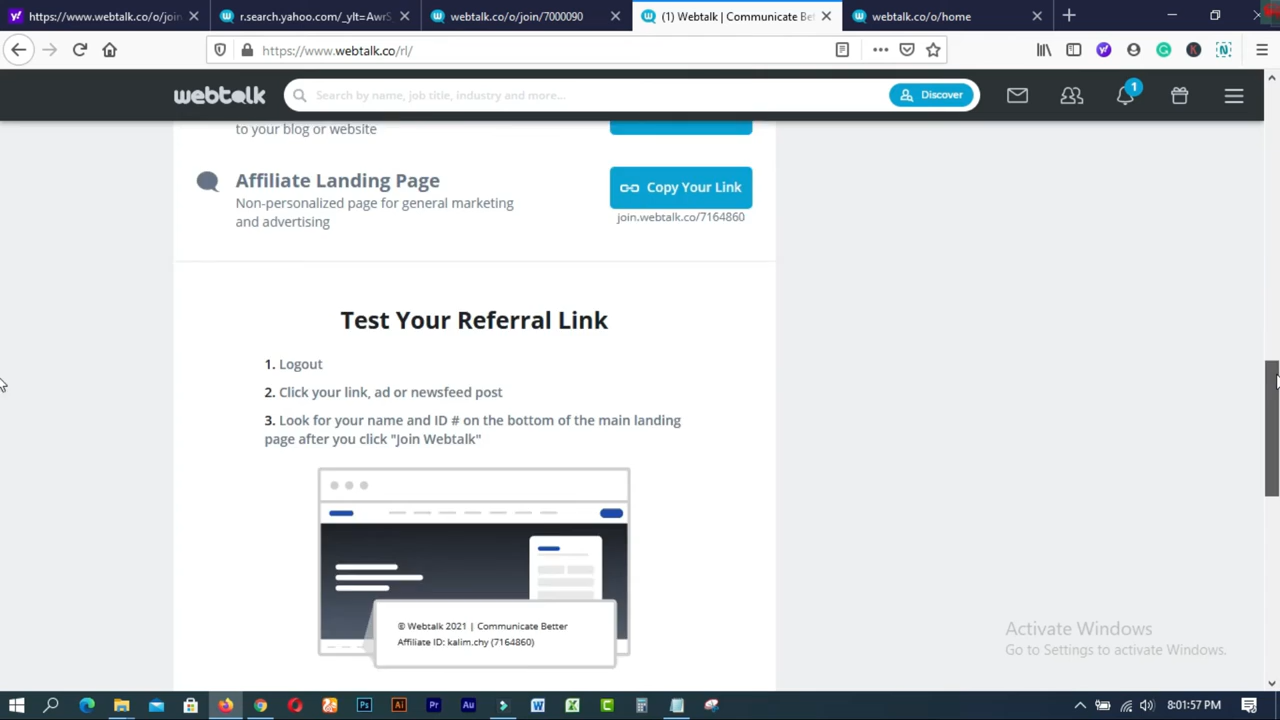 https://www.webtalk.co/o/join
r.search.yahoo.com/_ylt=AwrS
webtalk.co/o/join/7000090
(1) Webtalk | Communicate Be
webtalk.co/o/home
https://www.webtalk.co/rl/
webtalk
Search by name, job title, industry and more...
Discover
1
to your blog or website
Affiliate Landing Page
Copy Your Link
Non-personalized page for general marketing
and advertising
join.webtalk.co/7164860
Test Your Referral Link
1. Logout
2. Click your link, ad or newsfeed post
3. Look for your name and ID # on the bottom of the main landing
page after you click "Join Webtalk"
© Webtalk 2021 | Communicate Better
Affiliate ID: kalim.chy (7164860)
Activate Windows
Go to Settings to activate Windows.
Ps
Ai
Pr
Au
8:01:57 PM